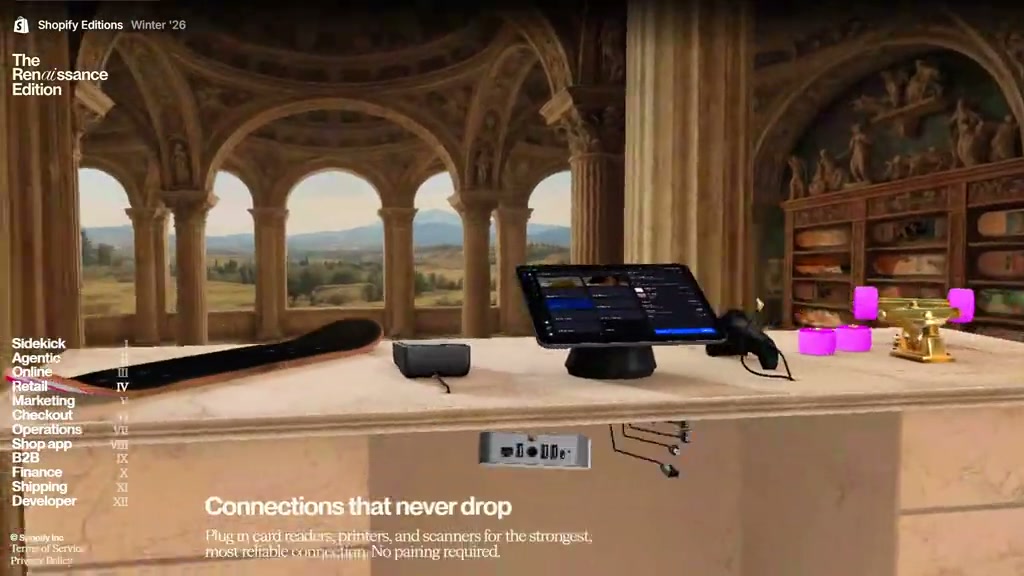 Shopify Editions Winter '26
The
Renaissance
Edition
Sidekick
Agentic
Online III
Retail IV
Marketing V
Checkout
Operations VII
Shop app VIII
B2B IX
Finance X
Shipping XI
Developer XII
Connections that never drop
Plug in card readers, printers, and scanners for the strongest,
most reliable connection. No pairing required.
© Shopify Inc
Terms of Service
Privacy Policy